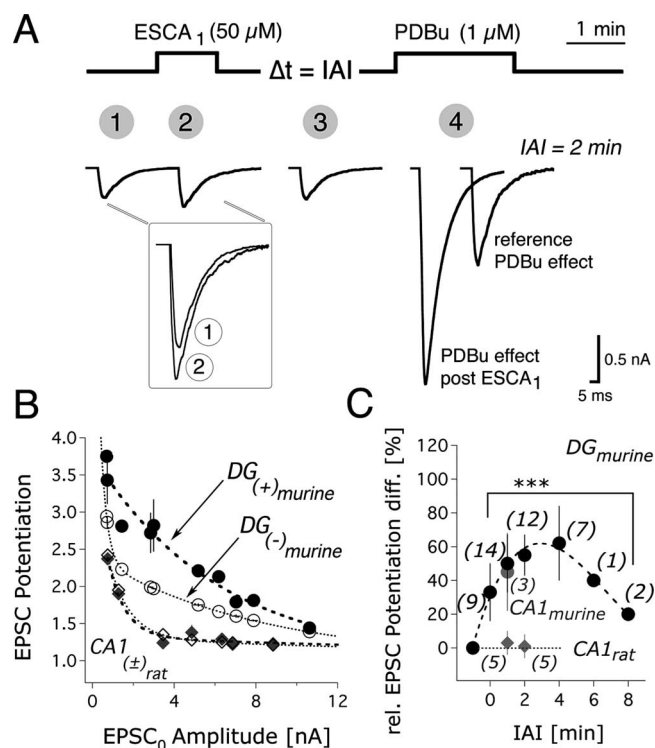 A
ESCA1 (50 µM)
PDBu (1 µM)
1 min
Δt = IAI
1
2
3
4
IAI = 2 min
reference
PDBu effect
1
2
PDBu effect
post ESCA1
0.5 nA
5 ms
B
EPSC Potentiation
4.0
3.5
3.0
2.5
2.0
1.5
1.0
DG(+)murine
DG(-)murine
CA1(±)rat
0
4
8
12
EPSC0 Amplitude [nA]
C
rel. EPSC Potentiation diff. [%]
120
100
80
60
40
20
0
DGmurine
***
(12)
(7)
(14)
(1)
(9)
(3)
(2)
CA1murine
(5)
(5)
CA1rat
0
2
4
6
8
IAI [min]